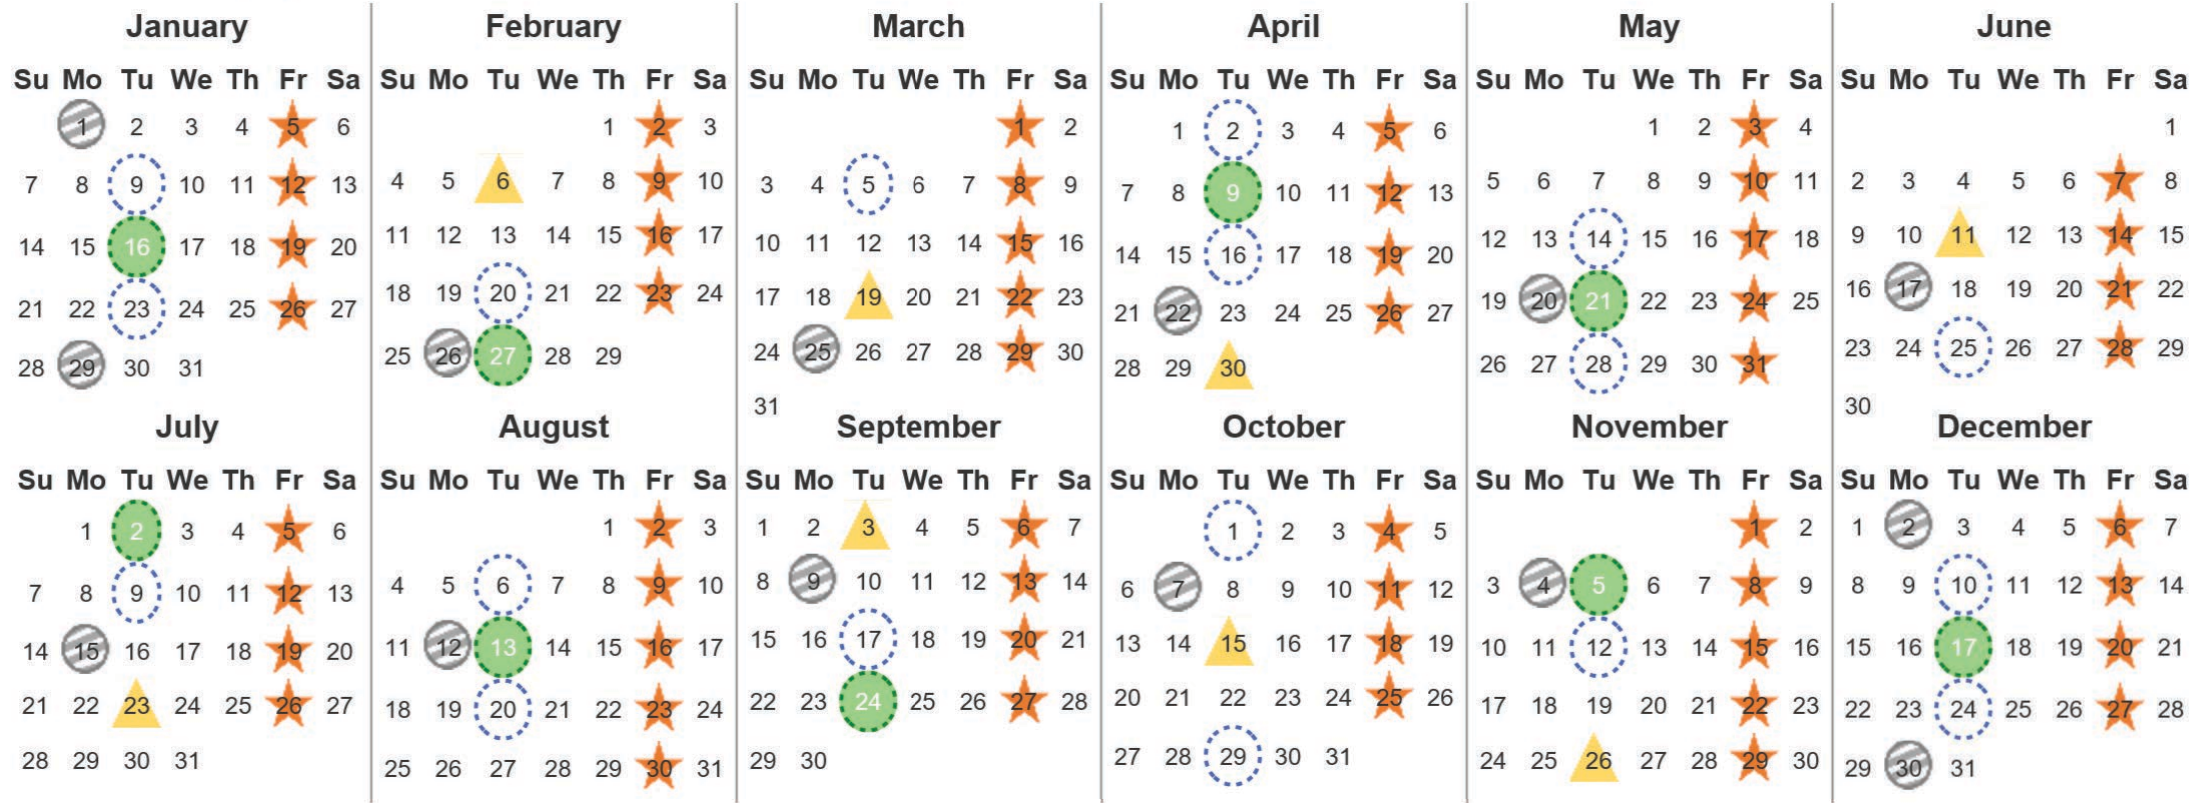 January
Su Mo Tu We Th Fr Sa
1 2 3 4 5 6
7 8 9 10 11 12 13
14 15 16 17 18 19 20
21 22 23 24 25 26 27
28 29 30 31
February
Su Mo Tu We Th Fr Sa
1 2 3
4 5 6 7 8 9 10
11 12 13 14 15 16 17
18 19 20 21 22 23 24
25 26 27 28 29
March
Su Mo Tu We Th Fr Sa
1 2
3 4 5 6 7 8 9
10 11 12 13 14 15 16
17 18 19 20 21 22 23
24 25 26 27 28 29 30
31
April
Su Mo Tu We Th Fr Sa
1 2 3 4 5 6
7 8 9 10 11 12 13
14 15 16 17 18 19 20
21 22 23 24 25 26 27
28 29 30
May
Su Mo Tu We Th Fr Sa
1 2 3 4
5 6 7 8 9 10 11
12 13 14 15 16 17 18
19 20 21 22 23 24 25
26 27 28 29 30 31
June
Su Mo Tu We Th Fr Sa
1
2 3 4 5 6 7 8
9 10 11 12 13 14 15
16 17 18 19 20 21 22
23 24 25 26 27 28 29
30
July
Su Mo Tu We Th Fr Sa
1 2 3 4 5 6
7 8 9 10 11 12 13
14 15 16 17 18 19 20
21 22 23 24 25 26 27
28 29 30 31
August
Su Mo Tu We Th Fr Sa
1 2 3
4 5 6 7 8 9 10
11 12 13 14 15 16 17
18 19 20 21 22 23 24
25 26 27 28 29 30 31
September
Su Mo Tu We Th Fr Sa
1 2 3 4 5 6 7
8 9 10 11 12 13 14
15 16 17 18 19 20 21
22 23 24 25 26 27 28
29 30
October
Su Mo Tu We Th Fr Sa
1 2 3 4 5
6 7 8 9 10 11 12
13 14 15 16 17 18 19
20 21 22 23 24 25 26
27 28 29 30 31
November
Su Mo Tu We Th Fr Sa
1 2
3 4 5 6 7 8 9
10 11 12 13 14 15 16
17 18 19 20 21 22 23
24 25 26 27 28 29 30
December
Su Mo Tu We Th Fr Sa
1 2 3 4 5 6 7
8 9 10 11 12 13 14
15 16 17 18 19 20 21
22 23 24 25 26 27 28
29 30 31